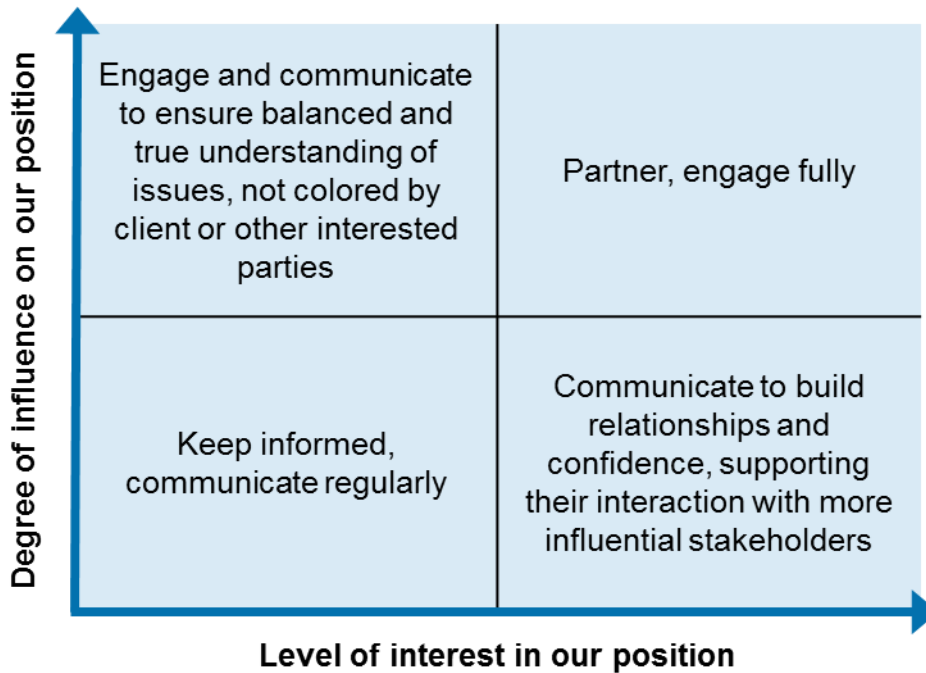 Degree of influence on our position
Engage and communicate
to ensure balanced and
true understanding of
issues, not colored by
client or other interested
parties
Partner, engage fully
Keep informed,
communicate regularly
Communicate to build
relationships and
confidence, supporting
their interaction with more
influential stakeholders
Level of interest in our position